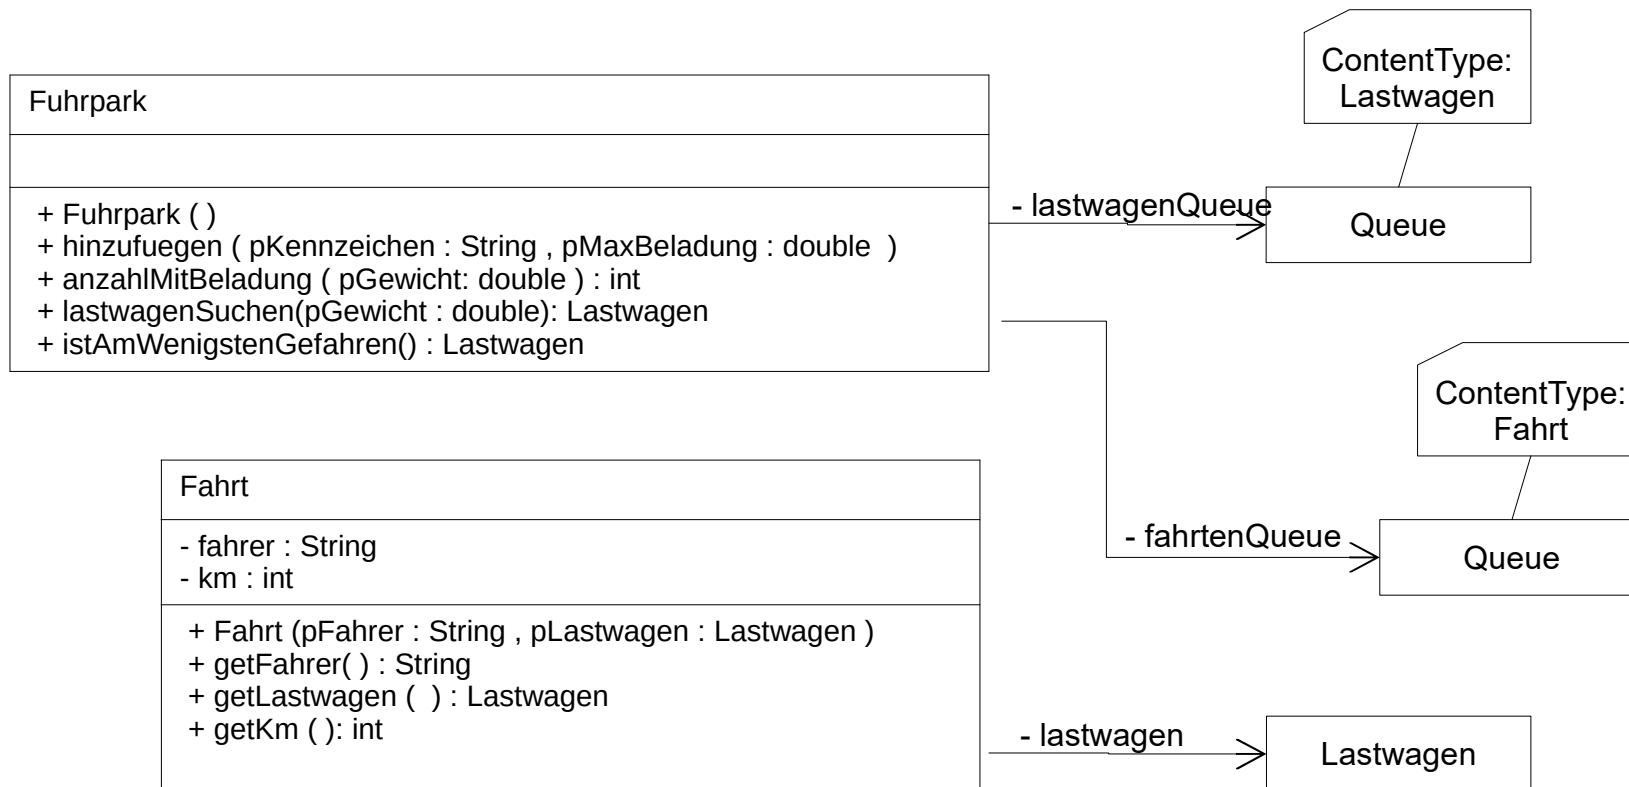 ContentType:
Lastwagen
Fuhrpark
+ Fuhrpark ( )
+ hinzufuegen ( pKennzeichen : String , pMaxBeladung : double  )
+ anzahlMitBeladung ( pGewicht: double ) : int
+ lastwagenSuchen(pGewicht : double): Lastwagen
+ istAmWenigstenGefahren() : Lastwagen
- lastwagenQueue
Queue
ContentType:
Fahrt
- fahrtenQueue
Queue
Fahrt
- fahrer : String
- km : int
+ Fahrt (pFahrer : String , pLastwagen : Lastwagen )
+ getFahrer( ) : String
+ getLastwagen (  ) : Lastwagen
+ getKm ( ): int
- lastwagen
Lastwagen